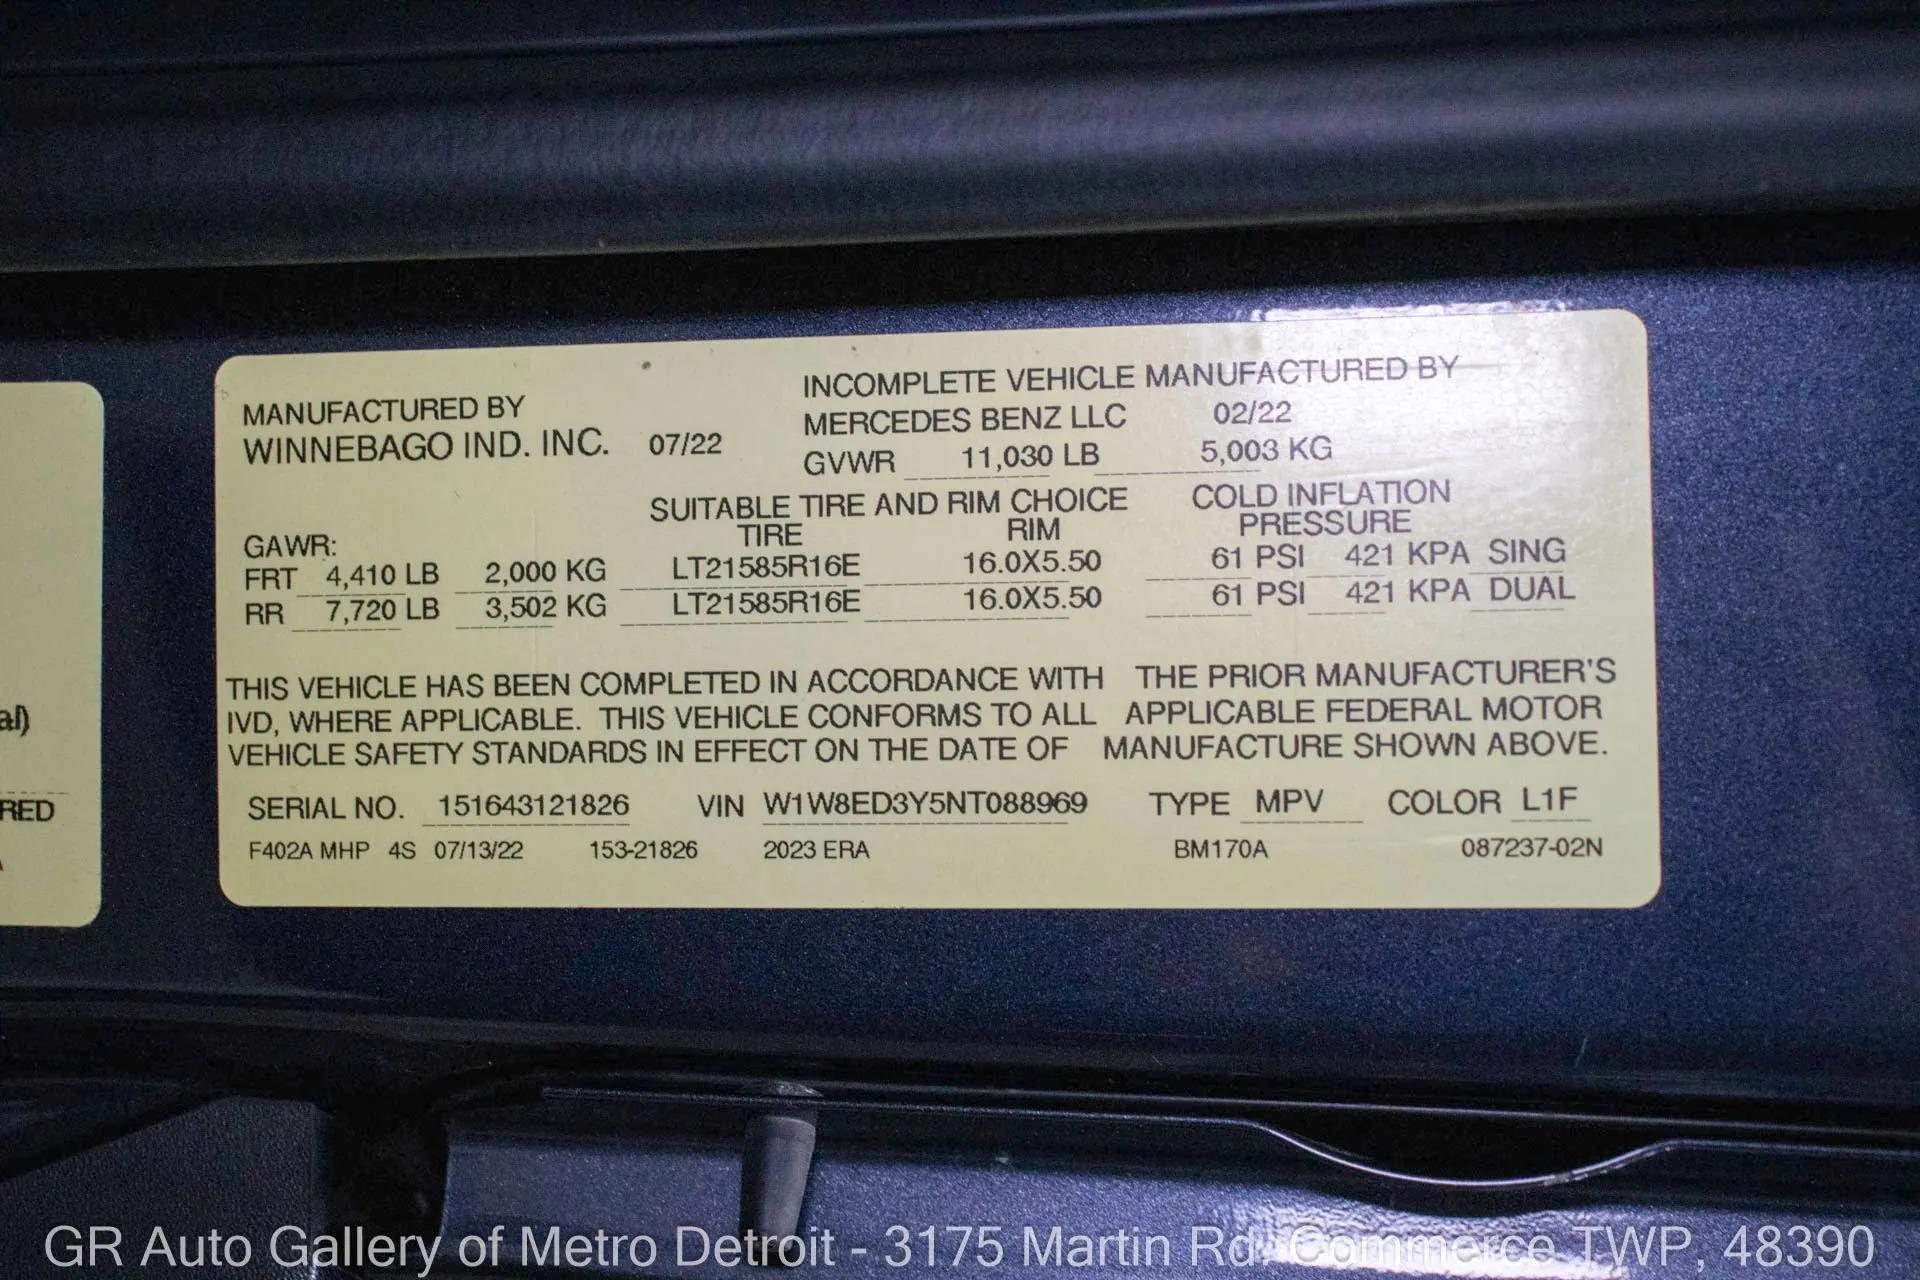 MANUFACTURED BY
WINNEBAGO IND. INC. 07/22
INCOMPLETE VEHICLE MANUFACTURED BY
MERCEDES BENZ LLC 02/22
GVWR 11,030 LB 5,003 KG
SUITABLE TIRE AND RIM CHOICE COLD INFLATION
TIRE RIM PRESSURE
GAWR:
FRT 4,410 LB 2,000 KG LT21585R16E 16.0X5.50 61 PSI 421 KPA SING
RR 7,720 LB 3,502 KG LT21585R16E 16.0X5.50 61 PSI 421 KPA DUAL
THIS VEHICLE HAS BEEN COMPLETED IN ACCORDANCE WITH THE PRIOR MANUFACTURER'S
IVD, WHERE APPLICABLE. THIS VEHICLE CONFORMS TO ALL APPLICABLE FEDERAL MOTOR
VEHICLE SAFETY STANDARDS IN EFFECT ON THE DATE OF MANUFACTURE SHOWN ABOVE.
SERIAL NO. 151643121826 VIN W1W8ED3Y5NT088969 TYPE MPV COLOR L1F
F402A MHP 4S 07/13/22 153-21826 2023 ERA BM170A 087237-02N
al)
RED
GR Auto Gallery of Metro Detroit - 3175 Martin Rd. Commerce TWP, 48390